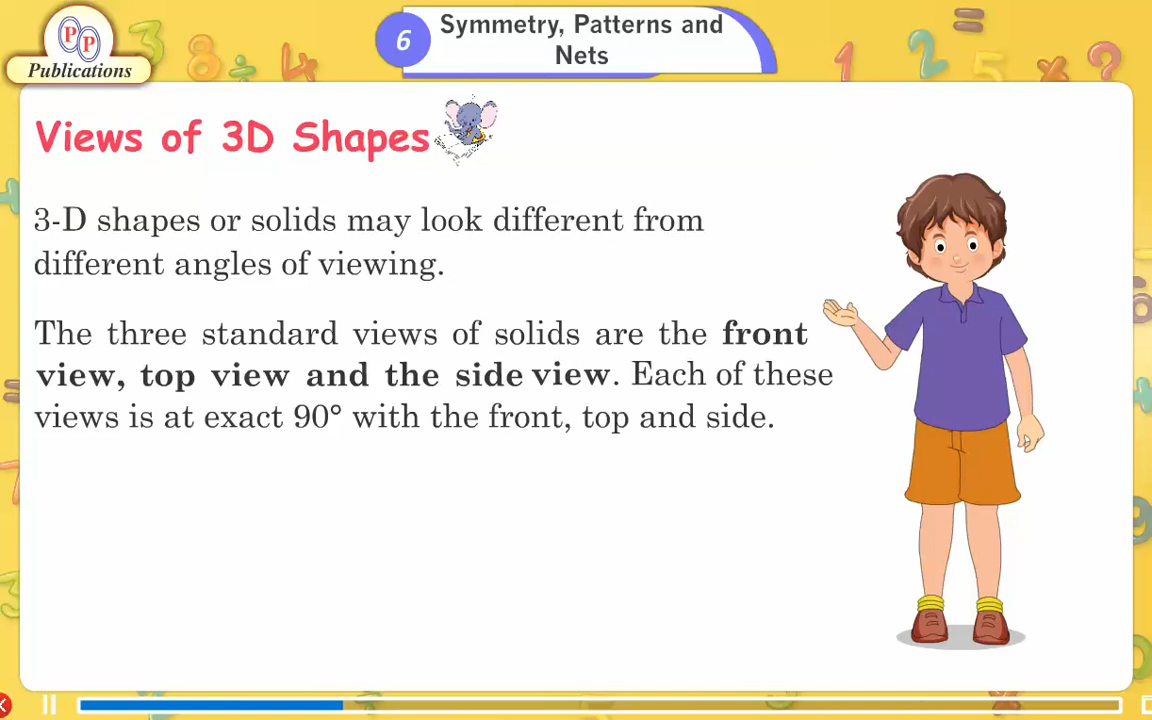 PP
Publications
6
Symmetry, Patterns and
Nets
Views of 3D Shapes
3-D shapes or solids may look different from
different angles of viewing.
The three standard views of solids are the front
view, top view and the side view. Each of these
views is at exact 90° with the front, top and side.